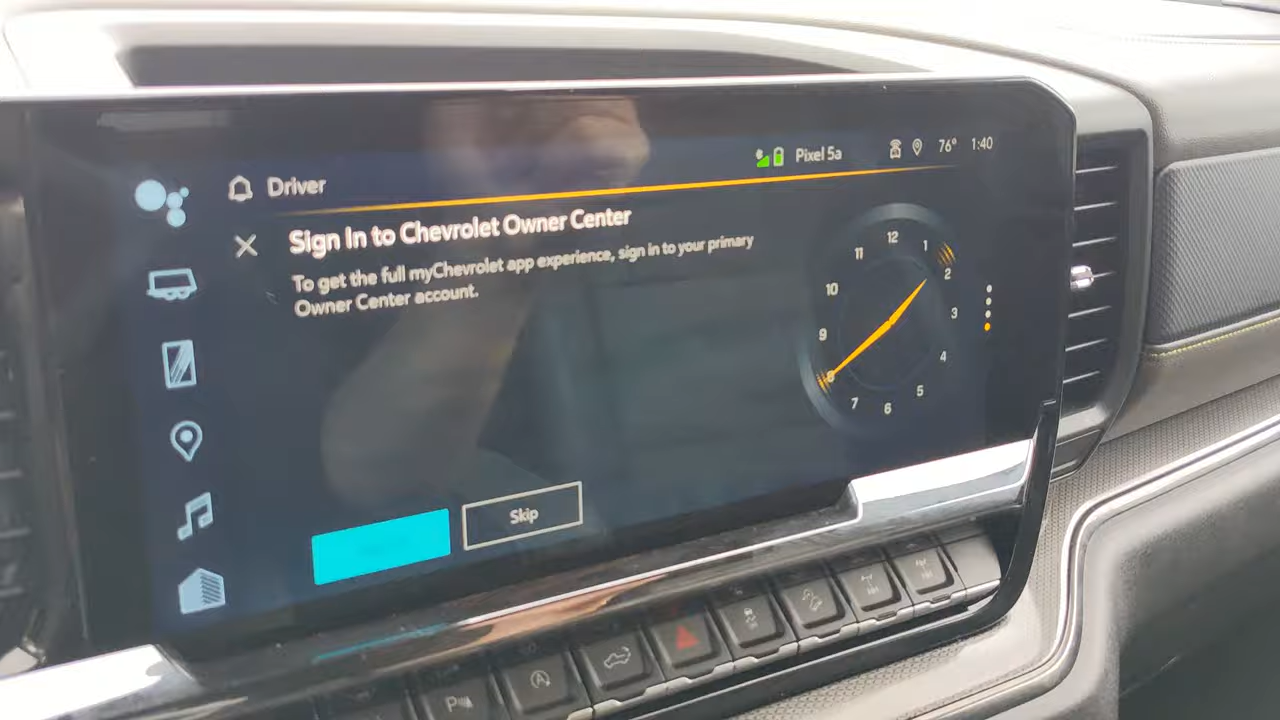 Pixel 5a 76° 1:40
Driver
Sign In to Chevrolet Owner Center
To get the full myChevrolet app experience, sign in to your primary
Owner Center account.
12
11 1
10 2
9 3
8 4
7 5
6
Skip
P
A